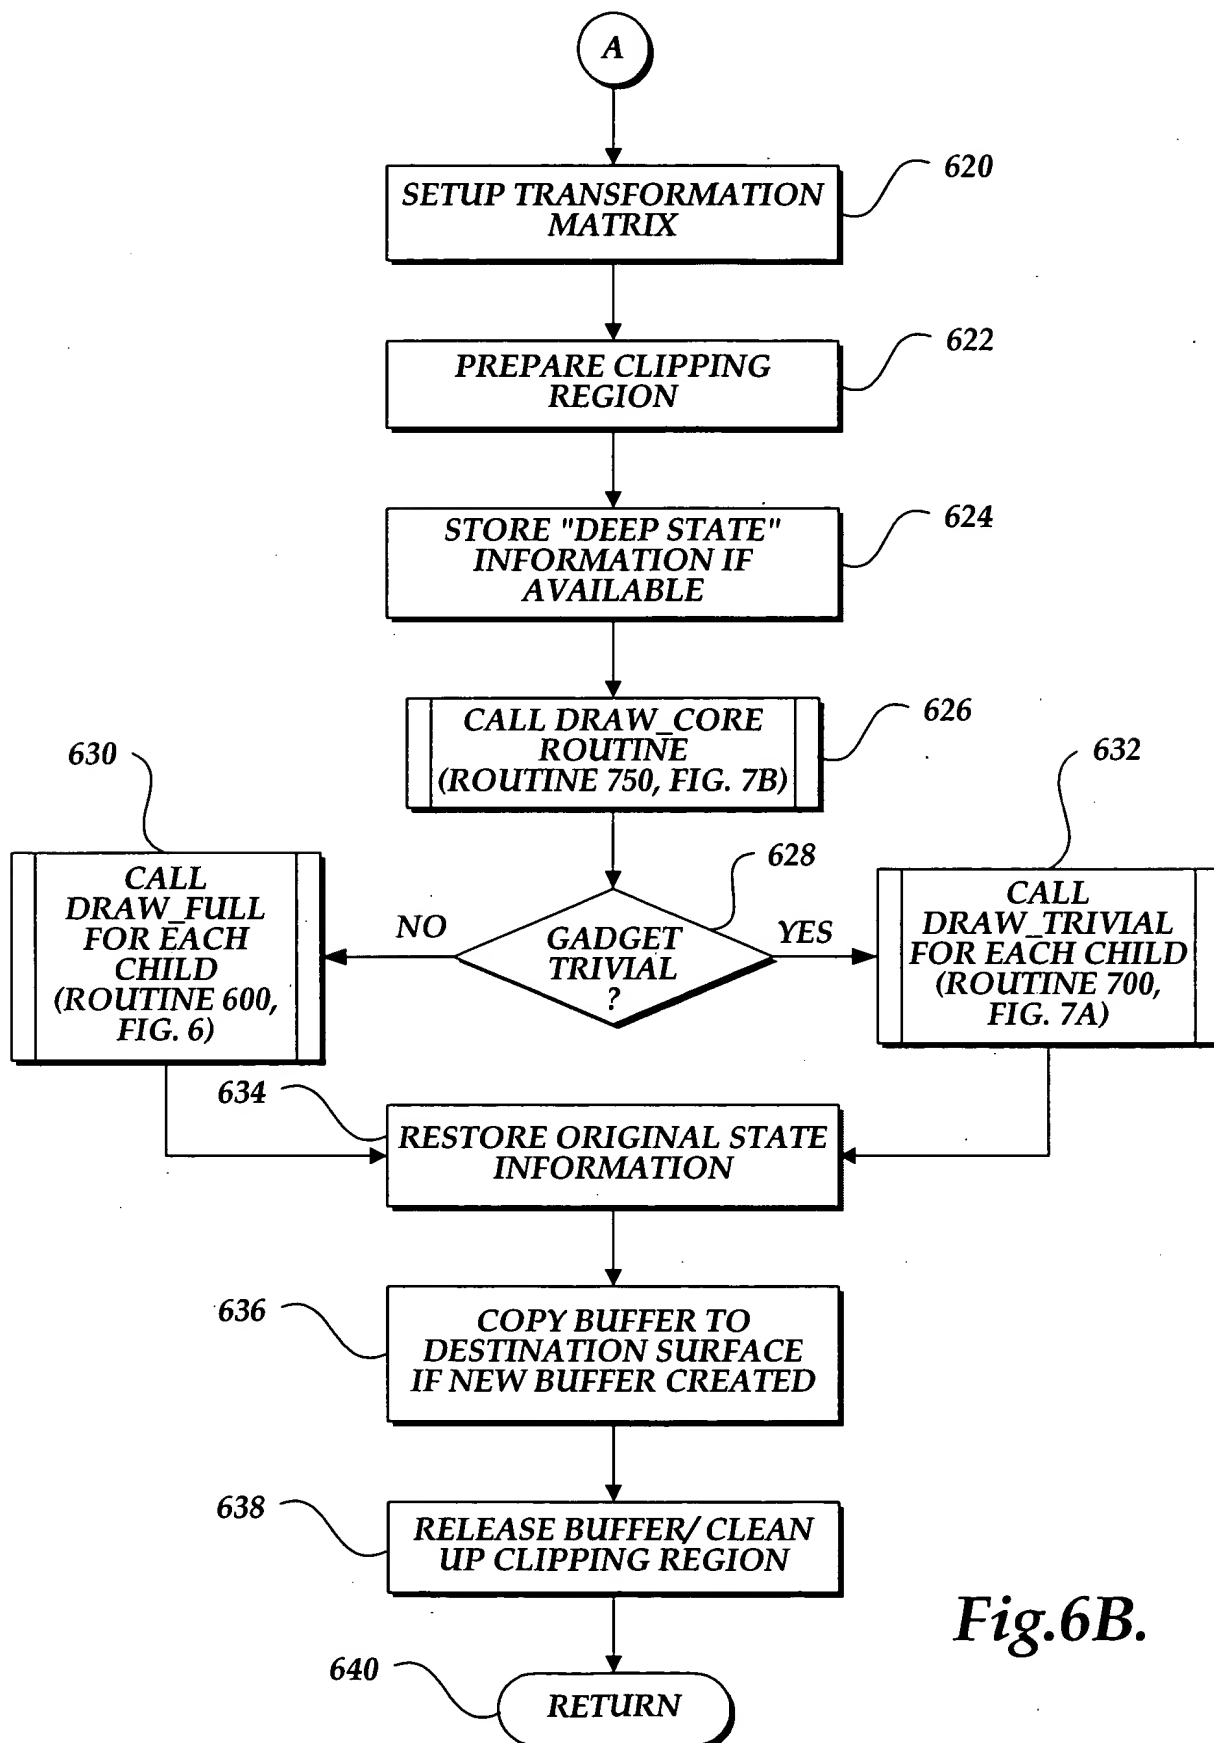 A
SETUP TRANSFORMATION
MATRIX
620
PREPARE CLIPPING
REGION
622
STORE "DEEP STATE"
INFORMATION IF
AVAILABLE
624
CALL DRAW_CORE
ROUTINE
(ROUTINE 750, FIG. 7B)
626
630
CALL
DRAW_FULL
FOR EACH
CHILD
(ROUTINE 600,
FIG. 6)
NO
GADGET
TRIVIAL
?
628
YES
632
CALL
DRAW_TRIVIAL
FOR EACH CHILD
(ROUTINE 700,
FIG. 7A)
634
RESTORE ORIGINAL STATE
INFORMATION
636
COPY BUFFER TO
DESTINATION SURFACE
IF NEW BUFFER CREATED
638
RELEASE BUFFER/ CLEAN
UP CLIPPING REGION
640
RETURN
Fig.6B.